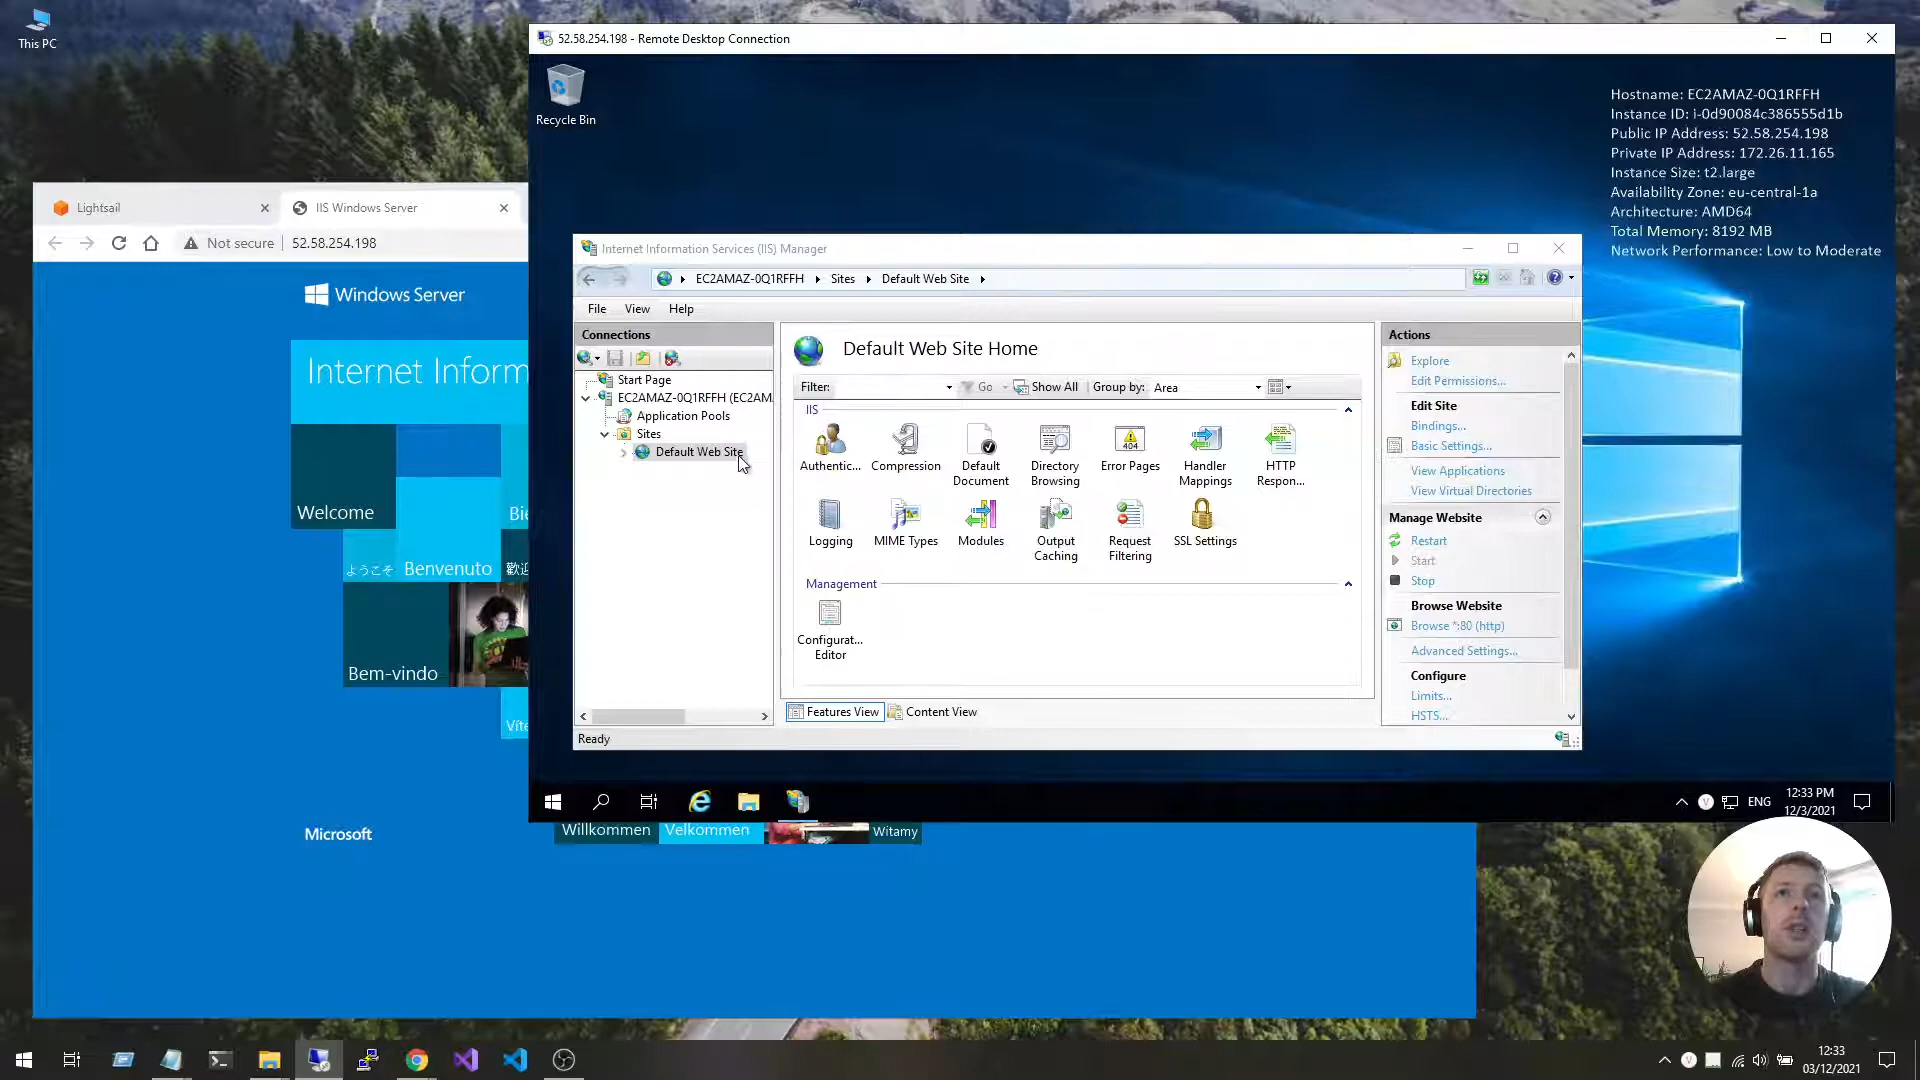 This PC
52.58.254.198 - Remote Desktop Connection
Recycle Bin
Hostname: EC2AMAZ-0Q1RFFH
Instance ID: i-0d90084c386555d1b
Public IP Address: 52.58.254.198
Private IP Address: 172.26.11.165
Instance Size: t2.large
Availability Zone: eu-central-1a
Architecture: AMD64
Total Memory: 8192 MB
Network Performance: Low to Moderate
Lightsail
IIS Windows Server
Not secure
52.58.254.198
Windows Server
Internet Inform
Welcome
Bie
ようこそ
Benvenuto
歡迎
Bem-vindo
Víte
Microsoft
Willkommen
Velkommen
Witamy
Internet Information Services (IIS) Manager
EC2AMAZ-0Q1RFFH
Sites
Default Web Site
File
View
Help
Connections
Start Page
EC2AMAZ-0Q1RFFH (EC2AM
Application Pools
Sites
Default Web Site
Default Web Site Home
Filter:
Go
Show All
Group by:
Area
IIS
Authentic...
Compression
Default
Document
Directory
Browsing
Error Pages
404
Handler
Mappings
HTTP
Respon...
Logging
MIME Types
Modules
Output
Caching
Request
Filtering
SSL Settings
Management
Configurat...
Editor
Features View
Content View
Ready
Actions
Explore
Edit Permissions...
Edit Site
Bindings...
Basic Settings...
View Applications
View Virtual Directories
Manage Website
Restart
Start
Stop
Browse Website
Browse *:80 (http)
Advanced Settings...
Configure
Limits...
HSTS...
ENG
12:33 PM
12/3/2021
12:33
03/12/2021